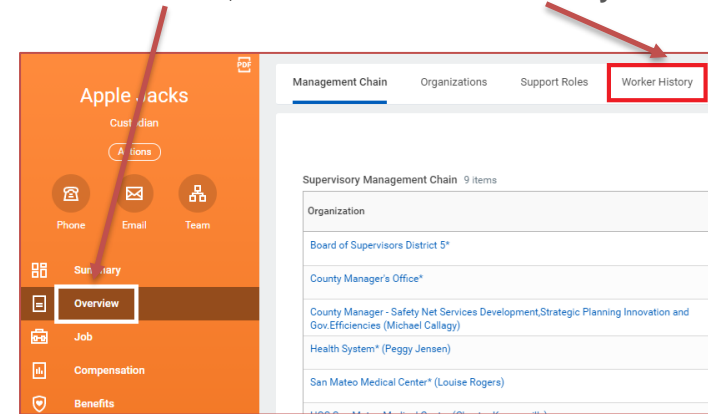 PDF
Apple Jacks
Custodian
Actions
Phone Email Team
Summary
Overview
Job
Compensation
Benefits
Management Chain Organizations Support Roles Worker History
Supervisory Management Chain 9 items
Organization
Board of Supervisors District 5*
County Manager's Office*
County Manager - Safety Net Services Development,Strategic Planning Innovation and
Gov.Efficiencies (Michael Callagy)
Health System* (Peggy Jensen)
San Mateo Medical Center* (Louise Rogers)